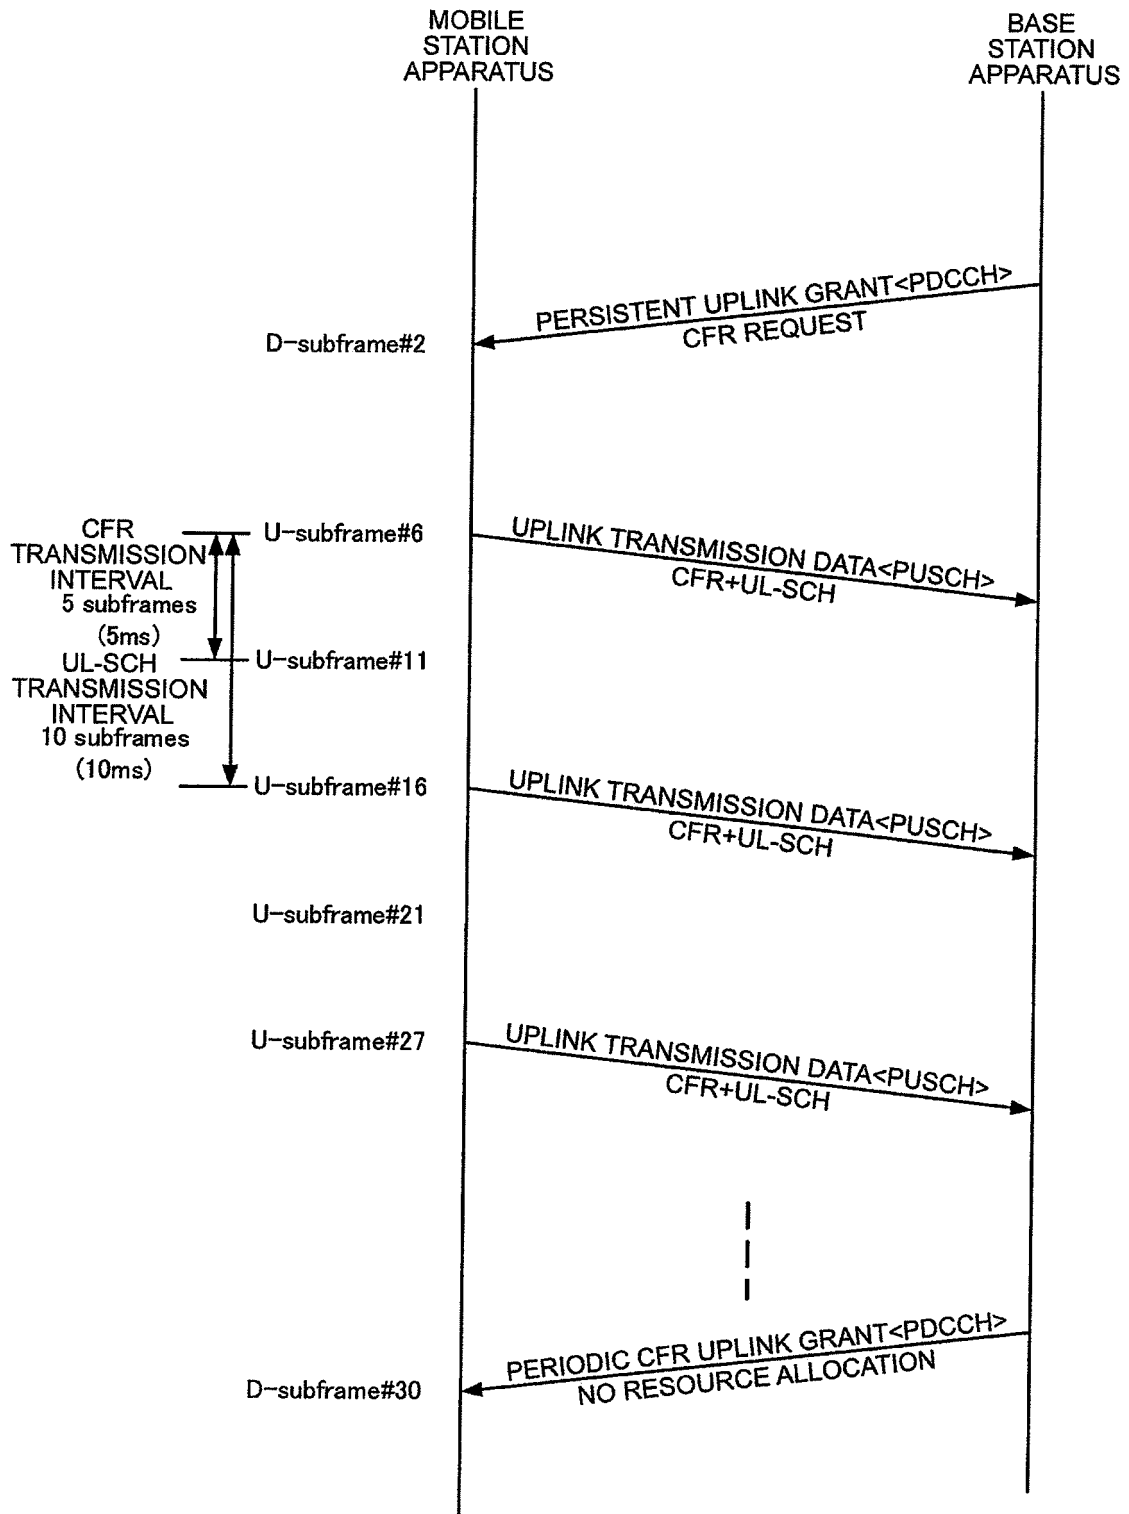 MOBILE
STATION
APPARATUS
BASE
STATION
APPARATUS
PERSISTENT UPLINK GRANT<PDCCH>
CFR REQUEST
D-subframe#2
CFR
TRANSMISSION
INTERVAL
5 subframes
(5ms)
U-subframe#6
UPLINK TRANSMISSION DATA<PUSCH>
CFR+UL-SCH
UL-SCH
TRANSMISSION
INTERVAL
10 subframes
(10ms)
U-subframe#11
U-subframe#16
UPLINK TRANSMISSION DATA<PUSCH>
CFR+UL-SCH
U-subframe#21
U-subframe#27
UPLINK TRANSMISSION DATA<PUSCH>
CFR+UL-SCH
PERIODIC CFR UPLINK GRANT<PDCCH>
NO RESOURCE ALLOCATION
D-subframe#30